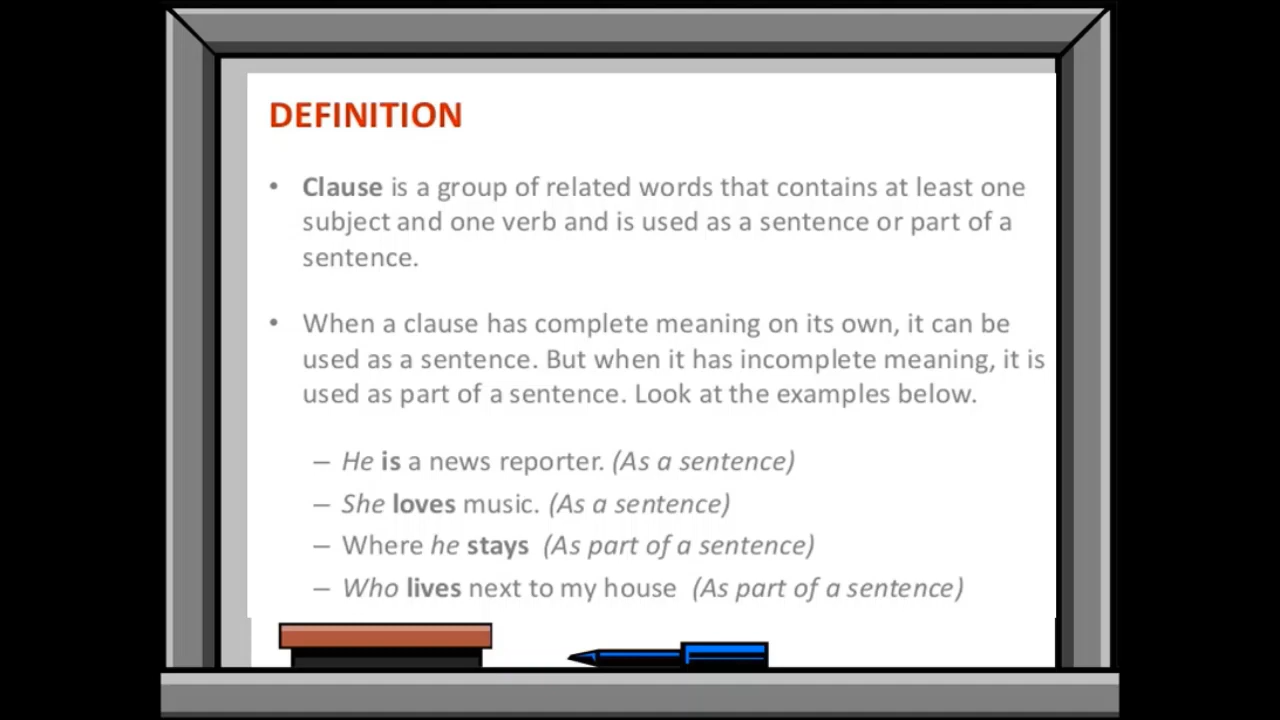 DEFINITION
• Clause is a group of related words that contains at least one
subject and one verb and is used as a sentence or part of a
sentence.
• When a clause has complete meaning on its own, it can be
used as a sentence. But when it has incomplete meaning, it is
used as part of a sentence. Look at the examples below.
– He is a news reporter. (As a sentence)
– She loves music. (As a sentence)
– Where he stays (As part of a sentence)
– Who lives next to my house (As part of a sentence)